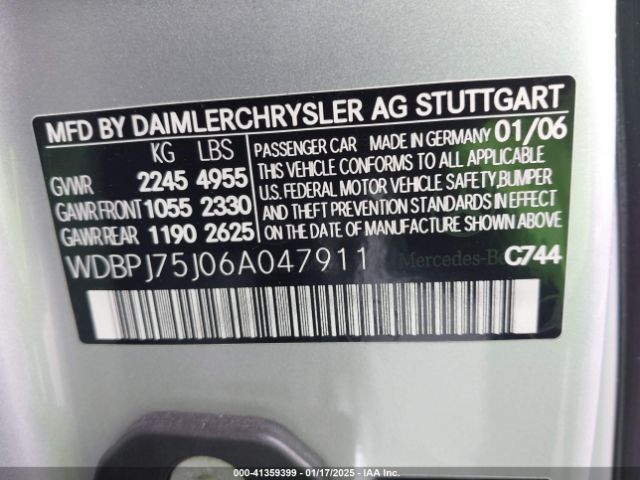 MFD BY DAIMLERCHRYSLER AG STUTTGART
KG LBS
GVWR 2245 4955
GAWR FRONT 1055 2330
GAWR REAR 1190 2625
PASSENGER CAR MADE IN GERMANY 01/06
THIS VEHICLE CONFORMS TO ALL APPLICABLE
U.S. FEDERAL MOTOR VEHICLE SAFETY, BUMPER
AND THEFT PREVENTION STANDARDS IN EFFECT
ON THE DATE OF MANUFACTURE SHOWN ABOVE
WDBPJ75J06A047911 Mercedes-Be C744
000-41359399 - 01/17/2025 - IAA Inc.